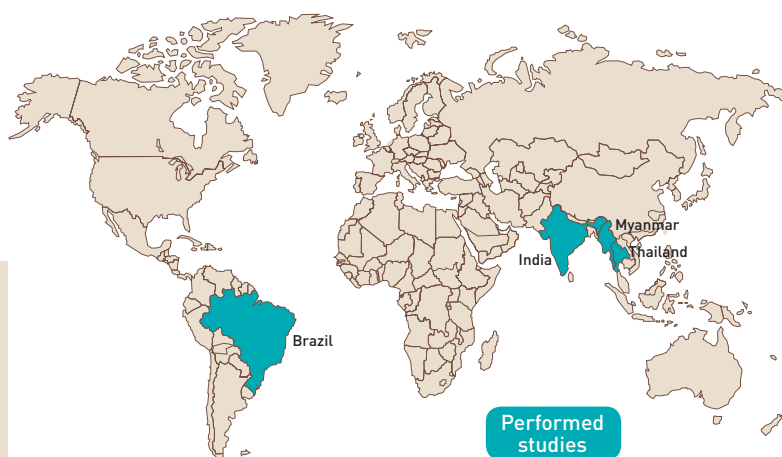 Myanmar
Thailand
India
Brazil
Performed
studies